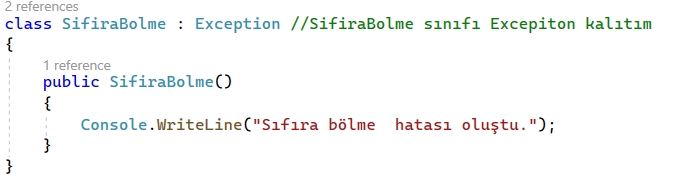 2 references
class SifiraBolme : Exception //SifiraBolme sınıfı Excepiton kalıtım
{
1 reference
public SifiraBolme()
{
Console.WriteLine("Sıfıra bölme  hatası oluştu.");
}
}